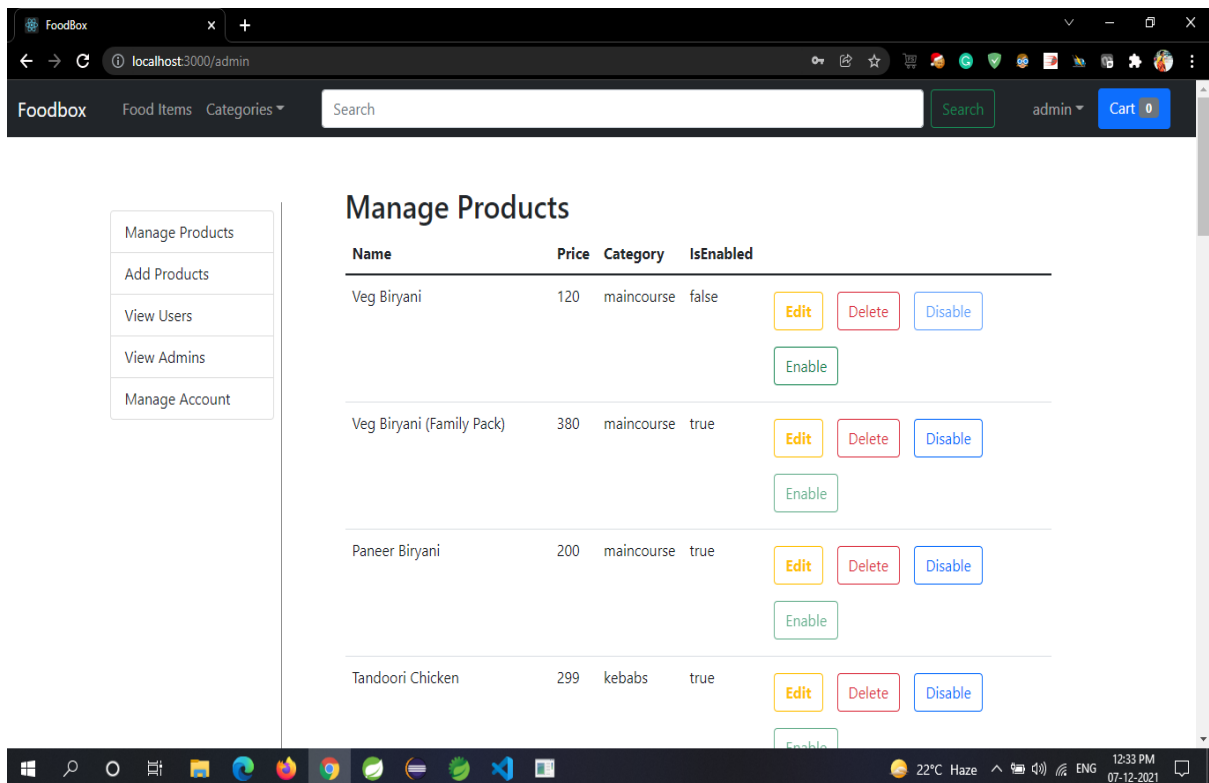 FoodBox
localhost:3000/admin
Foodbox Food Items Categories Search Search admin Cart 0
Manage Products
Add Products
View Users
View Admins
Manage Account
Manage Products
Name Price Category IsEnabled
Veg Biryani 120 maincourse false Edit Delete Disable
Enable
Veg Biryani (Family Pack) 380 maincourse true Edit Delete Disable
Enable
Paneer Biryani 200 maincourse true Edit Delete Disable
Enable
Tandoori Chicken 299 kebabs true Edit Delete Disable
Enable
22°C Haze ENG 12:33 PM
07-12-2021